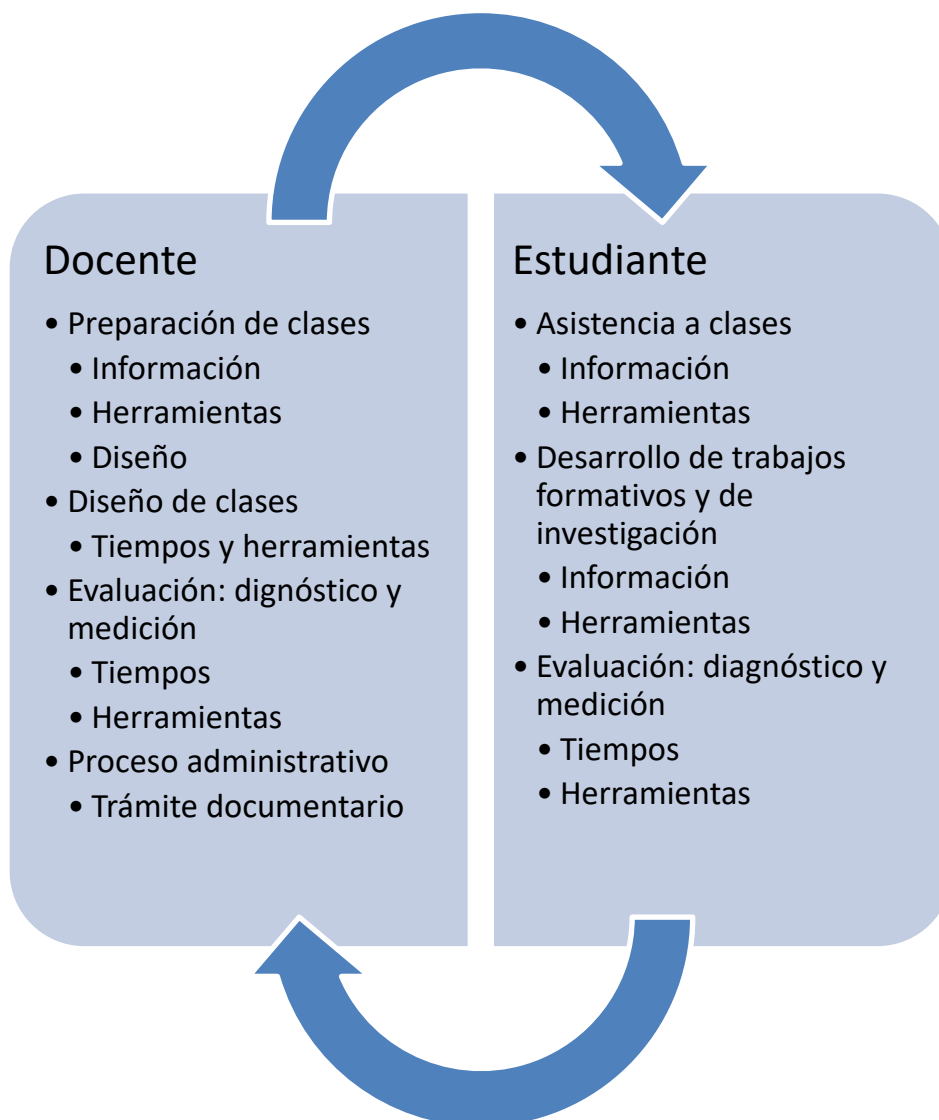 Docente
• Preparación de clases
• Información
• Herramientas
• Diseño
• Diseño de clases
• Tiempos y herramientas
• Evaluación: dignóstico y
medición
• Tiempos
• Herramientas
• Proceso administrativo
• Trámite documentario
Estudiante
• Asistencia a clases
• Información
• Herramientas
• Desarrollo de trabajos
formativos y de
investigación
• Información
• Herramientas
• Evaluación: diagnóstico y
medición
• Tiempos
• Herramientas